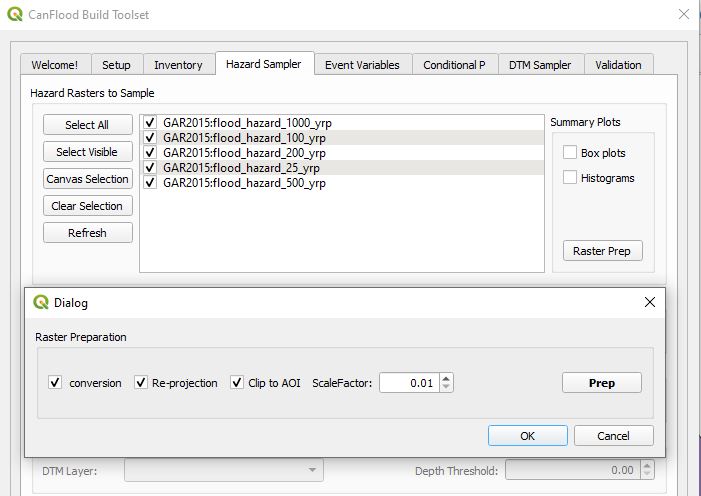 CanFlood Build Toolset
Welcome! Setup Inventory Hazard Sampler Event Variables Conditional P DTM Sampler Validation
Hazard Rasters to Sample
Select All
Select Visible
Canvas Selection
Clear Selection
Refresh
GAR2015:flood_hazard_1000_yrp
GAR2015:flood_hazard_100_yrp
GAR2015:flood_hazard_200_yrp
GAR2015:flood_hazard_25_yrp
GAR2015:flood_hazard_500_yrp
Summary Plots
Box plots
Histograms
Raster Prep
Dialog
Raster Preparation
conversion Re-projection Clip to AOI ScaleFactor: 0.01 Prep
OK Cancel
DTM Layer: Depth Threshold: 0.00